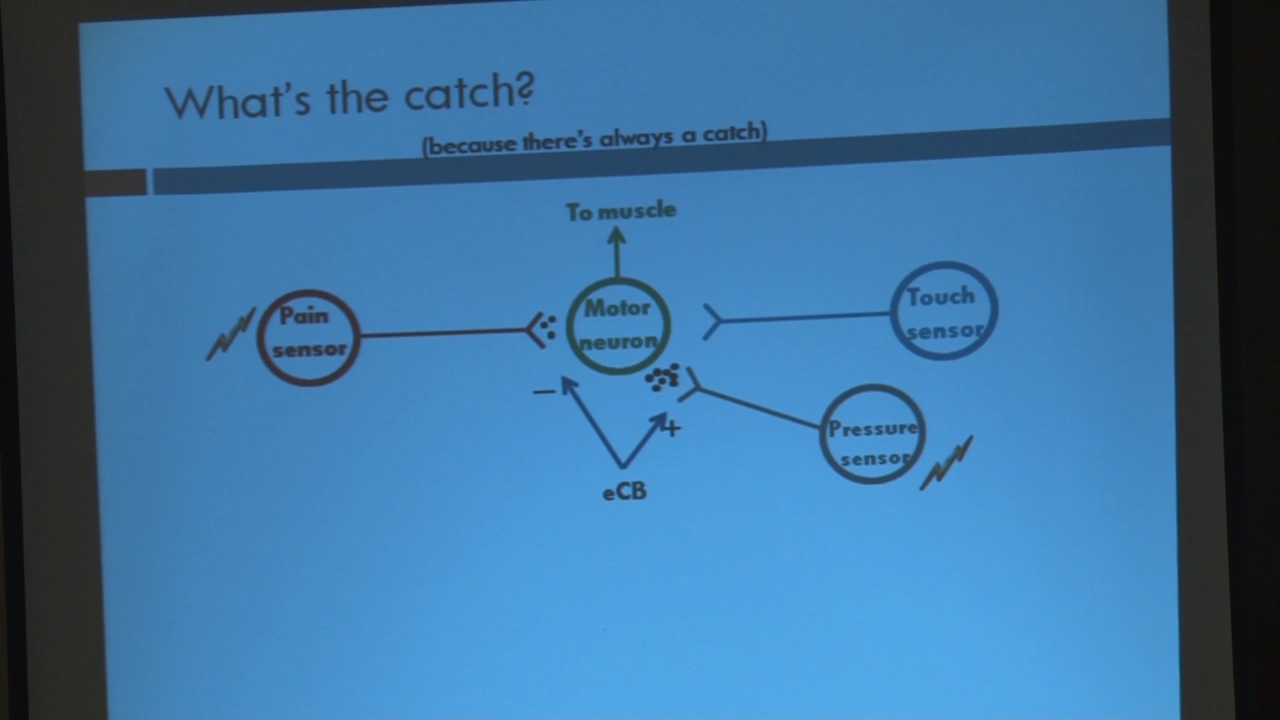 What's the catch?
(because there's always a catch)
To muscle
Pain
sensor
Motor
neuron
Touch
sensor
−
+
Pressure
sensor
eCB